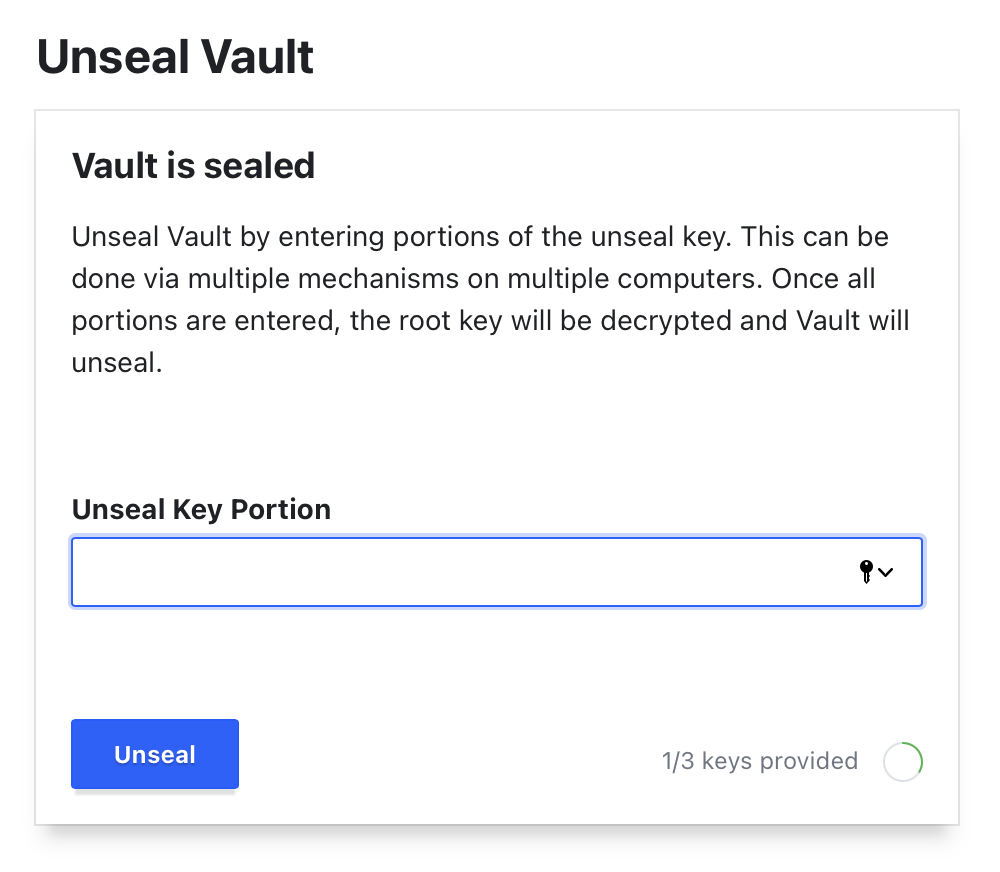 Unseal Vault
Vault is sealed
Unseal Vault by entering portions of the unseal key. This can be
done via multiple mechanisms on multiple computers. Once all
portions are entered, the root key will be decrypted and Vault will
unseal.
Unseal Key Portion
Unseal
1/3 keys provided